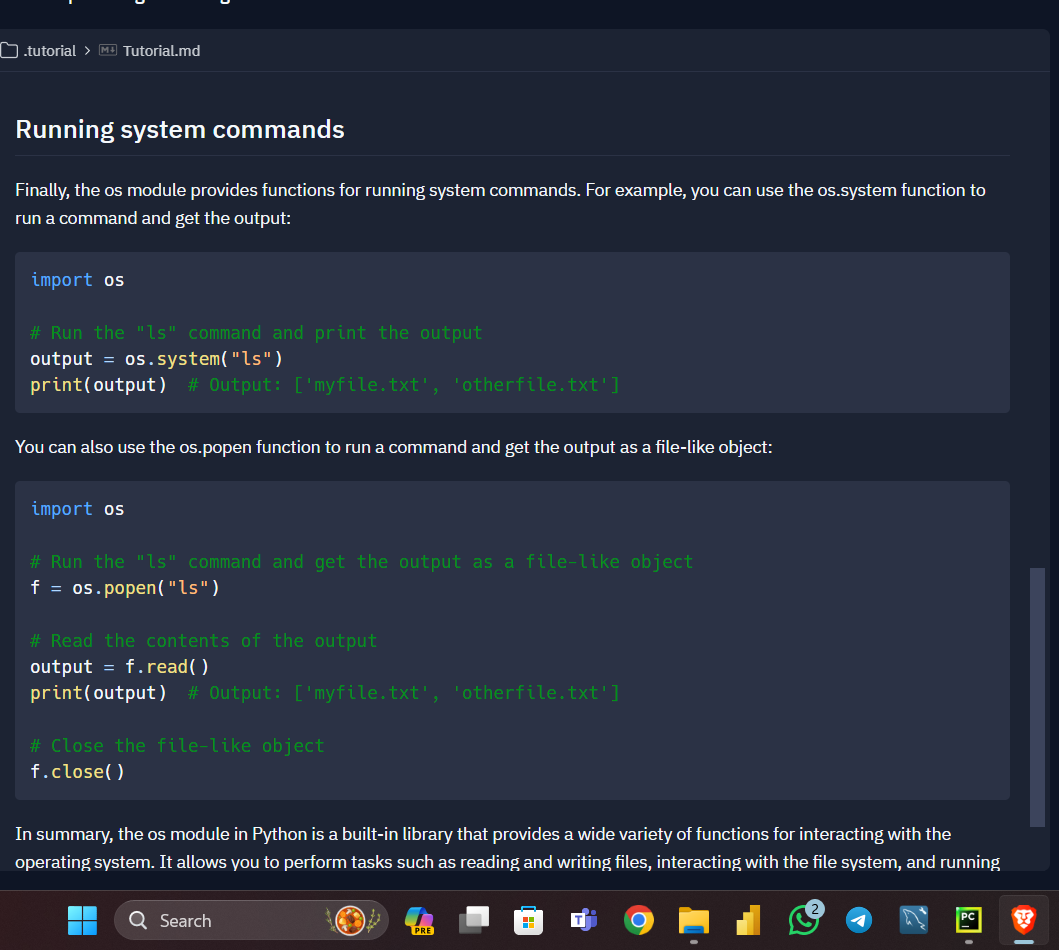 .tutorial > M↓ Tutorial.md
Running system commands
Finally, the os module provides functions for running system commands. For example, you can use the os.system function to
run a command and get the output:
import os
# Run the "ls" command and print the output
output = os.system("ls")
print(output)  # Output: ['myfile.txt', 'otherfile.txt']
You can also use the os.popen function to run a command and get the output as a file-like object:
import os
# Run the "ls" command and get the output as a file-like object
f = os.popen("ls")
# Read the contents of the output
output = f.read()
print(output)  # Output: ['myfile.txt', 'otherfile.txt']
# Close the file-like object
f.close()
In summary, the os module in Python is a built-in library that provides a wide variety of functions for interacting with the
operating system. It allows you to perform tasks such as reading and writing files, interacting with the file system, and running
Search
PRE
T
2
PC